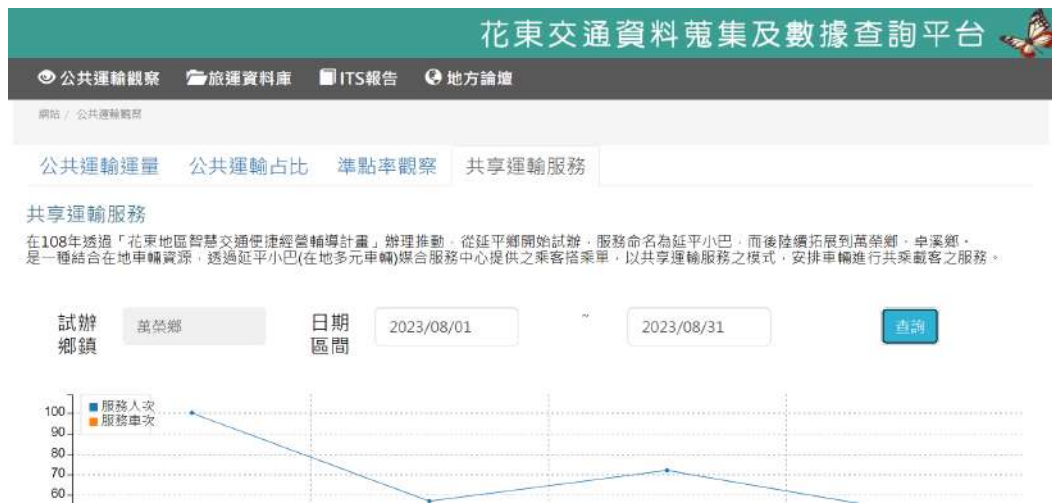 花東交通資料蒐集及數據查詢平台
公共運輸觀察 旅運資料庫 ITS報告 地方論壇
網站 / 公共運輸觀察
公共運輸運量 公共運輸占比 準點率觀察 共享運輸服務
共享運輸服務
在108年透過「花東地區智慧交通便捷經營輔導計畫」辦理推動，從延平鄉開始試辦，服務命名為延平小巴，而後陸續拓展到萬榮鄉、卓溪鄉。
是一種結合在地車輛資源，透過延平小巴(在地多元車輛)媒合服務中心提供之乘客搭乘單，以共享運輸服務之模式，安排車輛進行共乘載客之服務。
試辦鄉鎮 萬榮鄉 日期區間 2023/08/01 ~ 2023/08/31 查詢
服務人次
服務車次
100
90
80
70
60